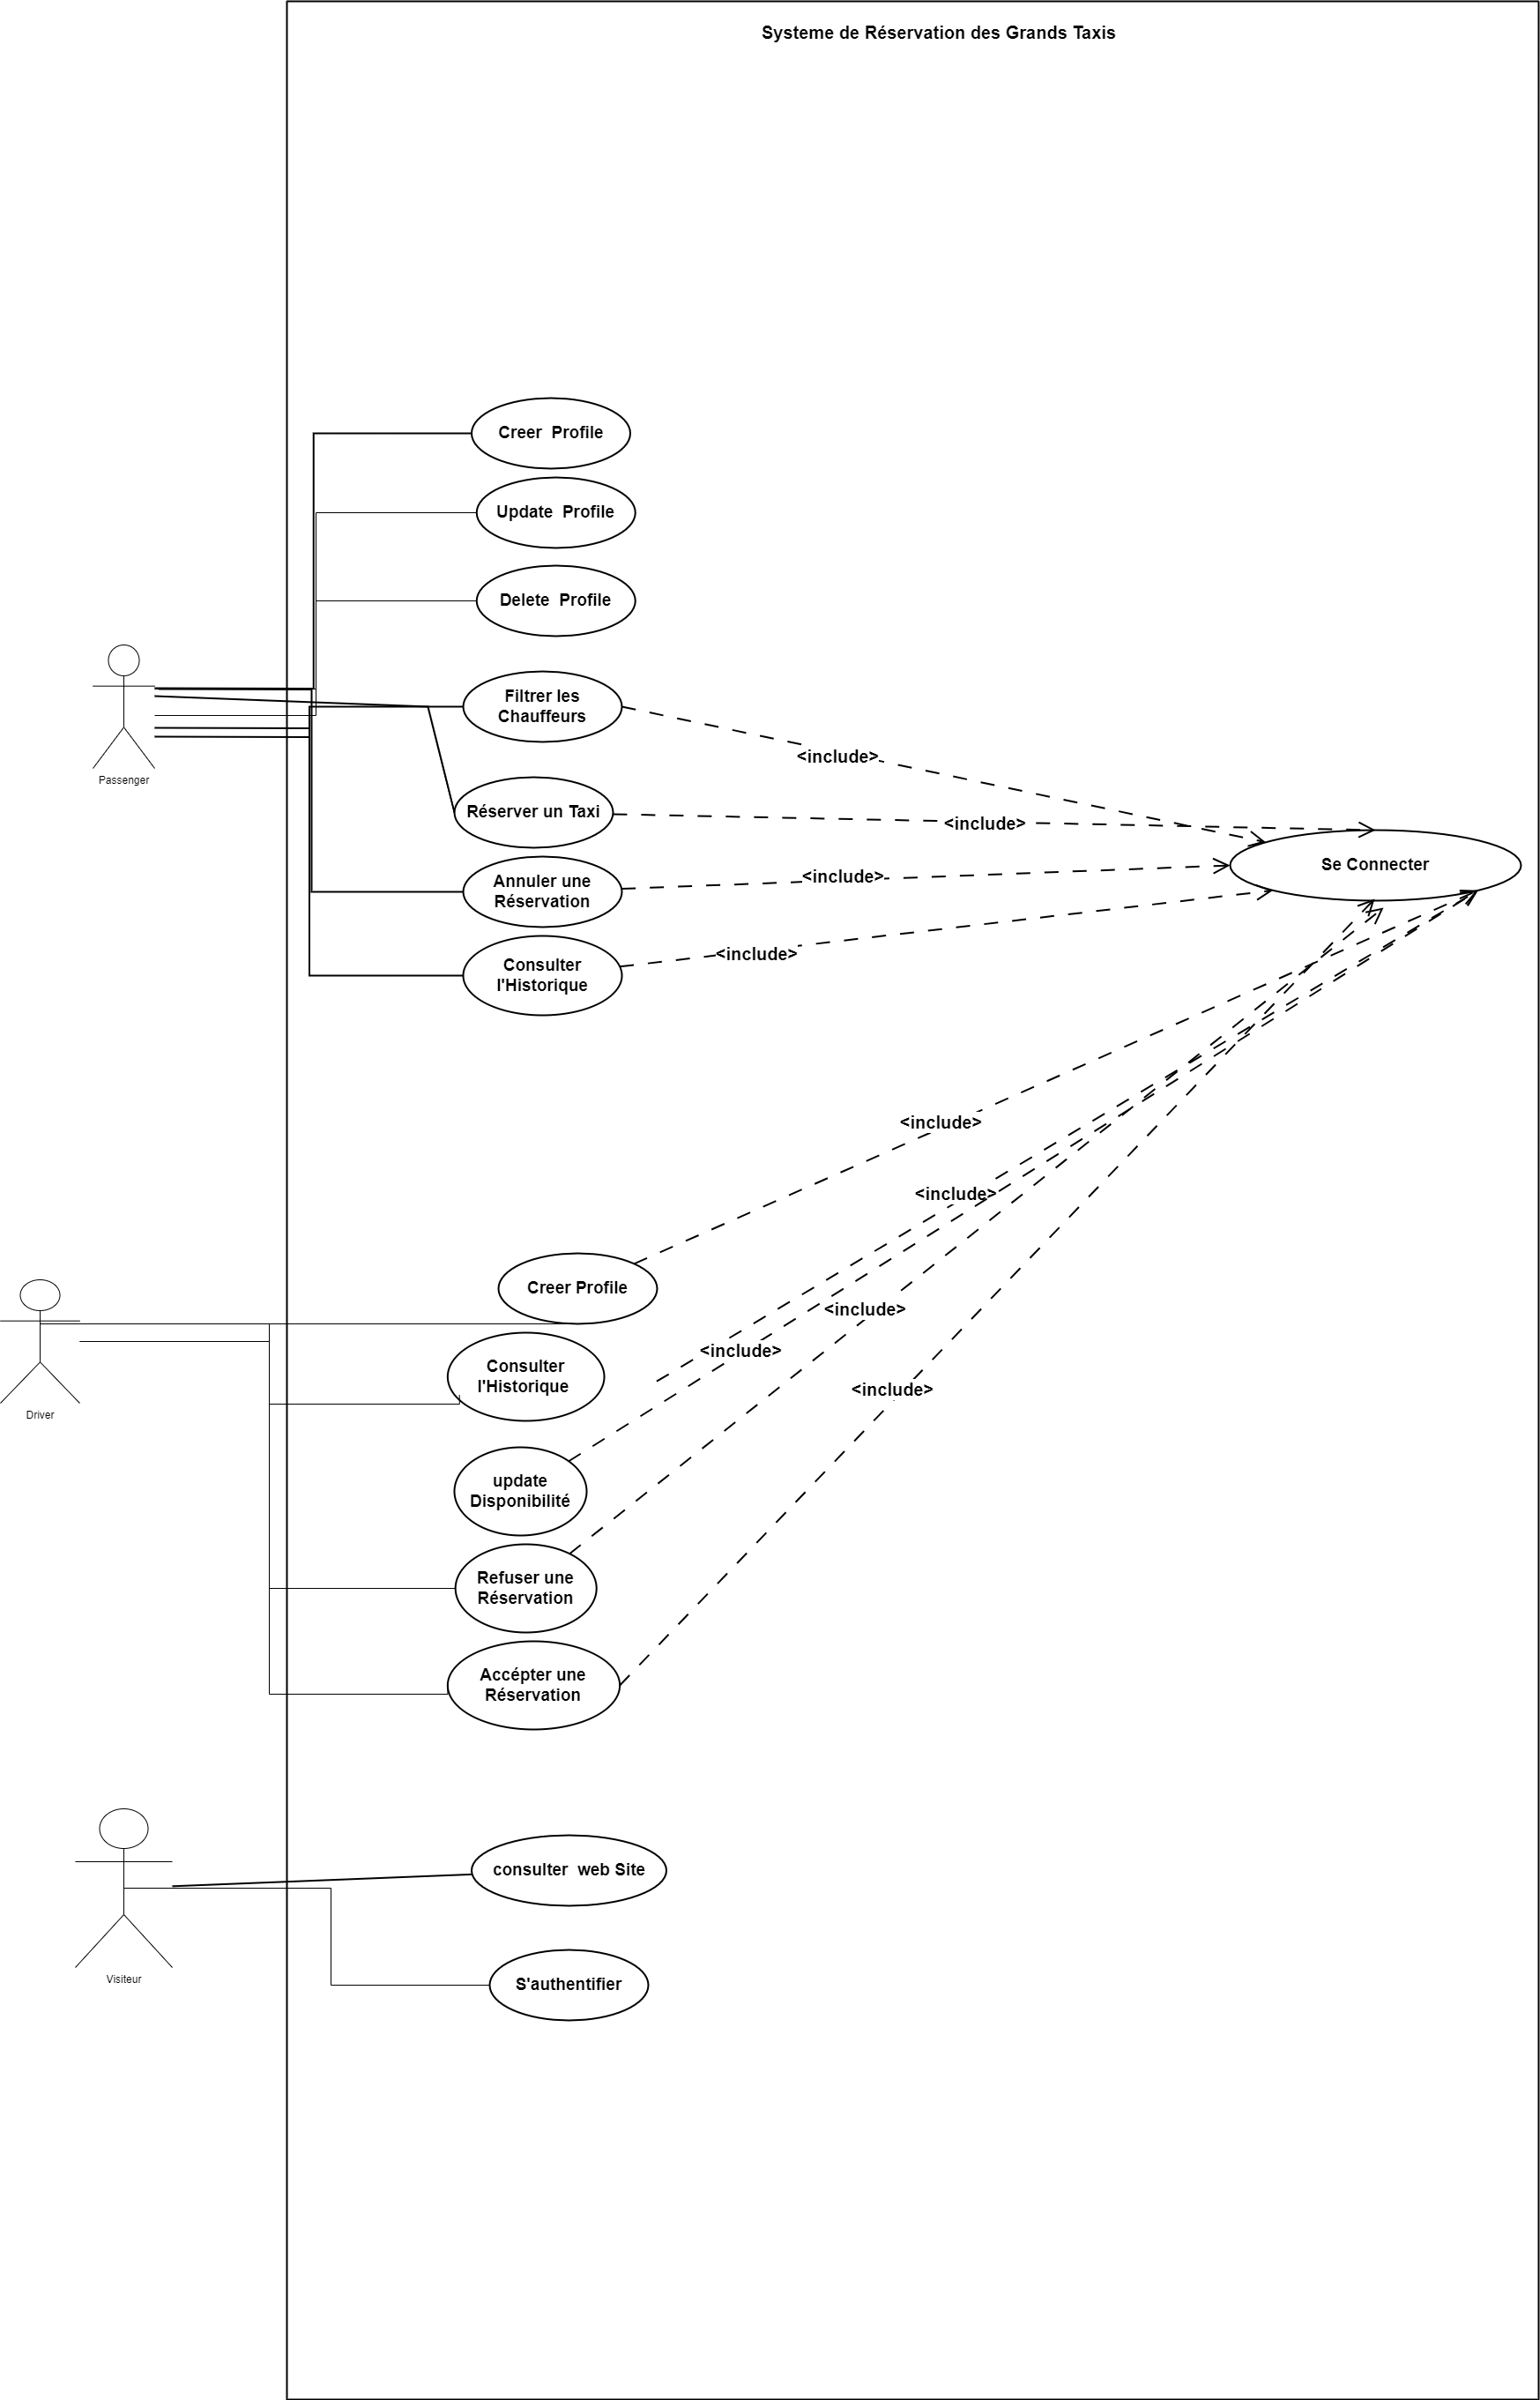 Systeme de Réservation des Grands Taxis
Creer  Profile
Update  Profile
Delete  Profile
Passenger
Filtrer les
Chauffeurs
<include>
Réserver un Taxi
<include>
Se Connecter
Annuler une
Réservation
<include>
Consulter
l'Historique
<include>
<include>
<include>
Creer Profile
<include>
Driver
Consulter
l'Historique
<include>
<include>
update
Disponibilité
Refuser une
Réservation
Accépter une
Réservation
Visiteur
consulter  web Site
S'authentifier